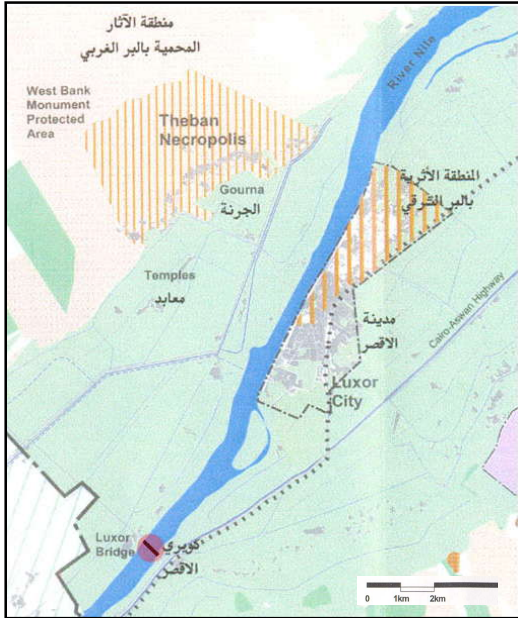 منطقة الآثار
المحمية بالبر الغربي
West Bank
Monument
Protected
Area
Theban
Necropolis
River Nile
Gourna
الجرنة
المنطقة الأثرية
بالبر الشرقي
Temples
معابد
Cairo-Aswan Highway
مدينة
الاقصر
Luxor
City
Luxor
Bridge
كوبري
الاقصر
0 1km 2km